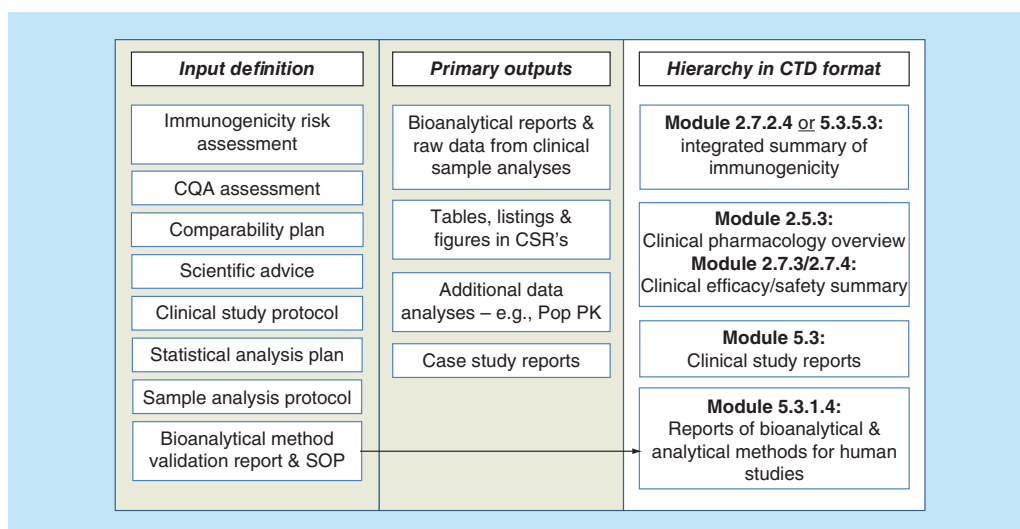 Input definition
Immunogenicity risk
assessment
CQA assessment
Comparability plan
Scientific advice
Clinical study protocol
Statistical analysis plan
Sample analysis protocol
Bioanalytical method
validation report & SOP
Primary outputs
Bioanalytical reports &
raw data from clinical
sample analyses
Tables, listings &
figures in CSR's
Additional data
analyses – e.g., Pop PK
Case study reports
Hierarchy in CTD format
Module 2.7.2.4 or 5.3.5.3:
integrated summary of
immunogenicity
Module 2.5.3:
Clinical pharmacology overview
Module 2.7.3/2.7.4:
Clinical efficacy/safety summary
Module 5.3:
Clinical study reports
Module 5.3.1.4:
Reports of bioanalytical &
analytical methods for human
studies